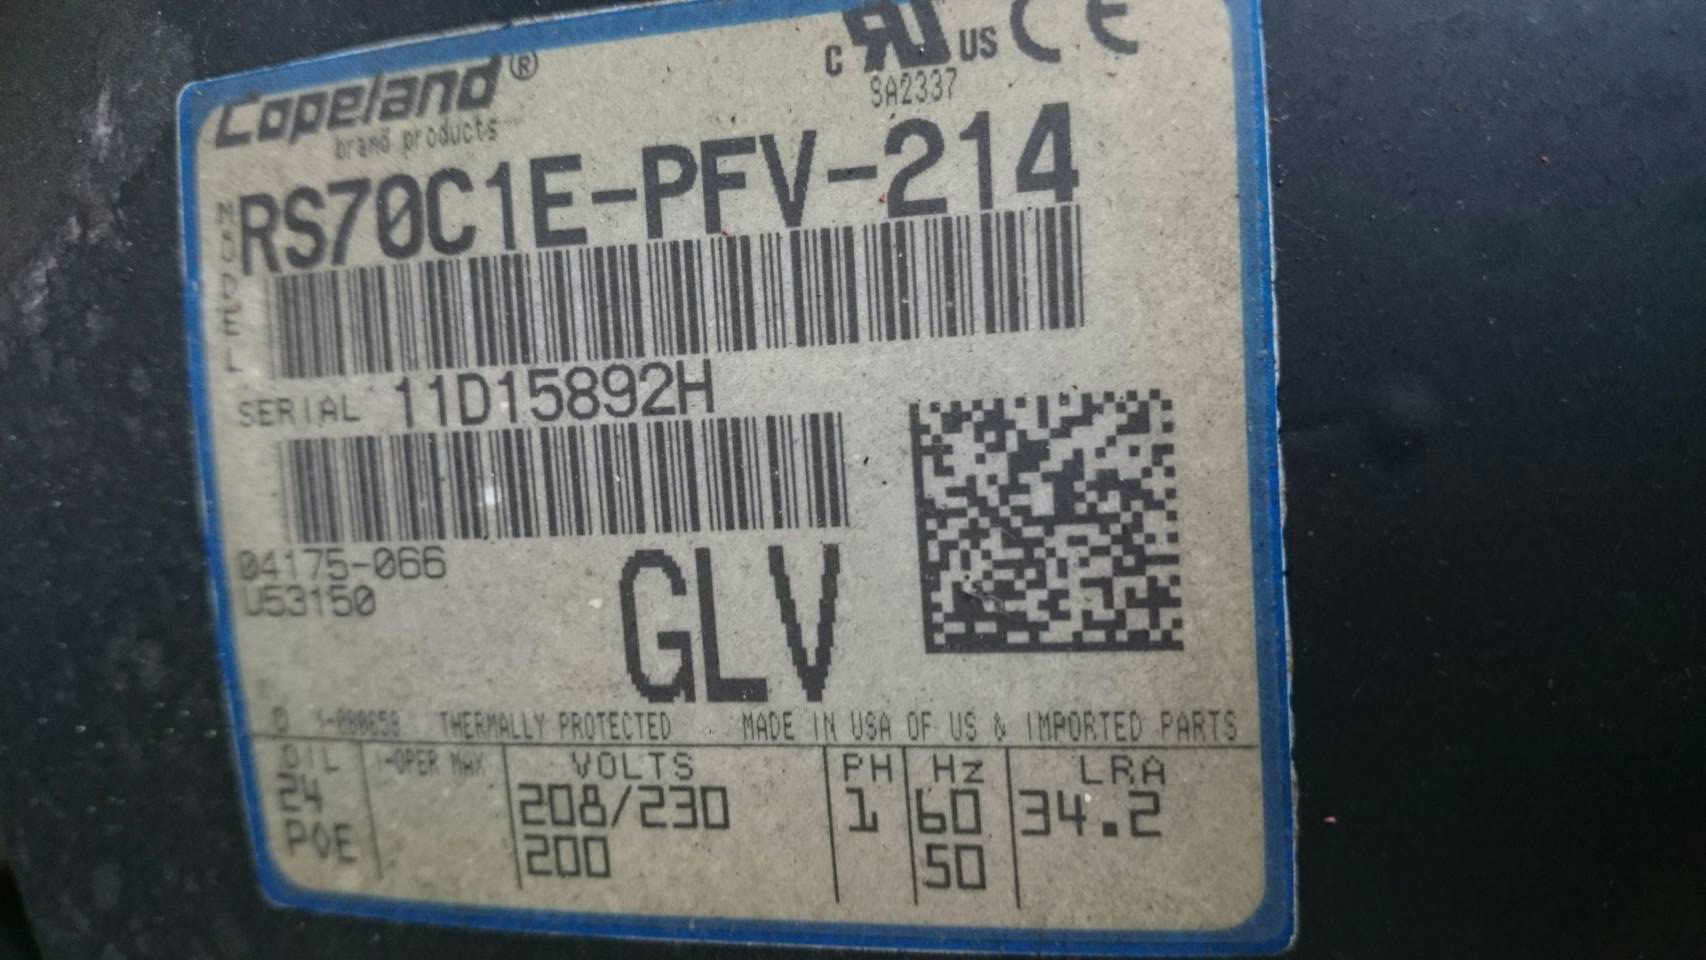 Copeland®
brand products
c RU US CE
SA2337
MODEL
RS70C1E-PFV-214
SERIAL 11D15892H
04175-066
U53150
GLV
THERMALLY PROTECTED MADE IN USA OF US & IMPORTED PARTS
OIL I-OPER MAX VOLTS PH Hz LRA
24 208/230 1 60 34.2
POE 200 50